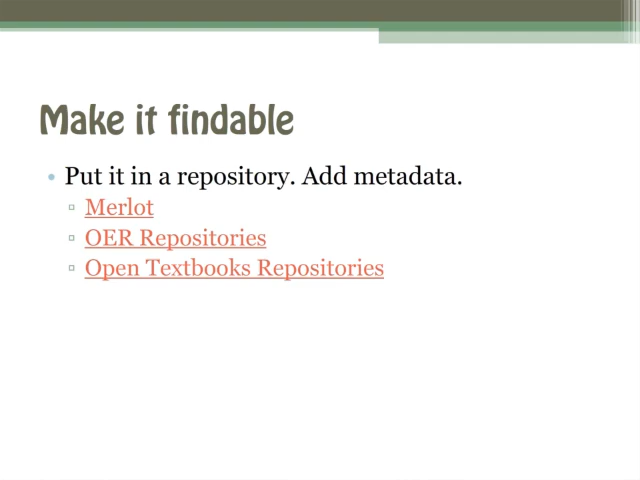 Make it findable
• Put it in a repository. Add metadata.
▫ Merlot
▫ OER Repositories
▫ Open Textbooks Repositories